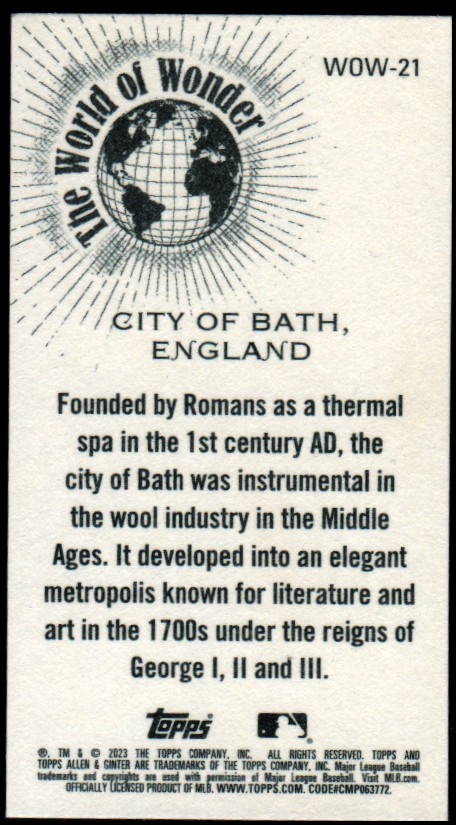 WOW-21
The World of Wonder
CITY OF BATH,
ENGLAND
Founded by Romans as a thermal
spa in the 1st century AD, the
city of Bath was instrumental in
the wool industry in the Middle
Ages. It developed into an elegant
metropolis known for literature and
art in the 1700s under the reigns of
George I, II and III.
topps ®
®, TM & © 2023 THE TOPPS COMPANY, INC. ALL RIGHTS RESERVED. TOPPS AND
TOPPS ALLEN & GINTER ARE TRADEMARKS OF THE TOPPS COMPANY, INC. Major League Baseball
trademarks and copyrights are used with permission of Major League Baseball. Visit MLB.com.
OFFICIALLY LICENSED PRODUCT OF MLB. WWW.TOPPS.COM. CODE#CMP063772.